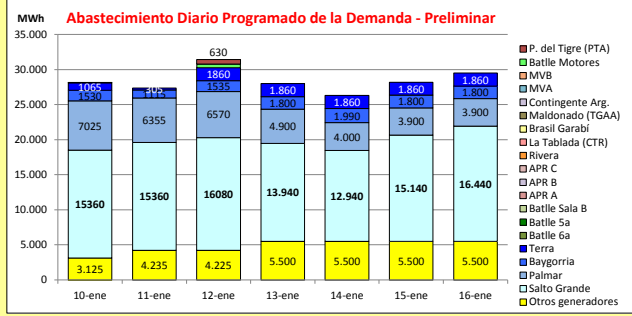 MWh
Abastecimiento Diario Programado de la Demanda - Preliminar
35.000
30.000
25.000
20.000
15.000
10.000
5.000
0
1065
1530
7025
15360
3.125
305
1115
6355
15360
4.235
630
1860
1535
6570
16080
4.225
1.860
1.800
4.900
13.940
5.500
1.860
1.990
4.000
12.940
5.500
1.860
1.800
3.900
15.140
5.500
1.860
1.800
3.900
16.440
5.500
10-ene
11-ene
12-ene
13-ene
14-ene
15-ene
16-ene
P. del Tigre (PTA)
Batlle Motores
MVB
MVA
Contingente Arg.
Maldonado (TGAA)
Brasil Garabí
La Tablada (CTR)
Rivera
APR C
APR B
APR A
Batlle Sala B
Batlle 5a
Batlle 6a
Terra
Baygorria
Palmar
Salto Grande
Otros generadores